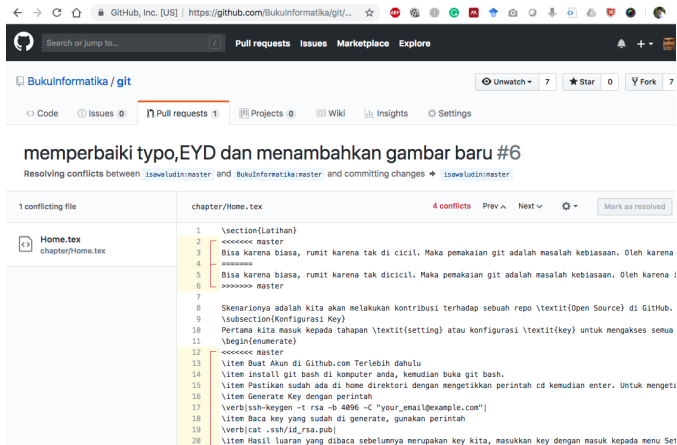 GitHub, Inc. [US] | https://github.com/BukuInformatika/git/...
Search or jump to... / Pull requests Issues Marketplace Explore
BukuInformatika / git Unwatch 7 Star 0 Fork 7
Code Issues 0 Pull requests 1 Projects 0 Wiki Insights Settings
memperbaiki typo,EYD dan menambahkan gambar baru #6
Resolving conflicts between isawaludin:master and BukuInformatika:master and committing changes isawaludin:master
1 conflicting file chapter/Home.tex 4 conflicts Prev Next Mark as resolved
Home.tex
chapter/Home.tex
1 \section{Latihan}
2 <<<<<<< master
3 Bisa karena biasa, rumit karena tak di cicil. Maka pemakaian git adalah masalah kebiasaan. Oleh karena
4 =======
5 Bisa karena biasa, rumit karena tak dicicil. Maka pemakaian git adalah masalah kebiasaan. Oleh karena i
6 >>>>>>> master
7
8 Skenarionya adalah kita akan melakukan kontribusi terhadap sebuah repo \textit{Open Source} di GitHub.
9 \subsection{Konfigurasi Key}
10 Pertama kita masuk kepada tahapan \textit{setting} atau konfigurasi \textit{key} untuk mengakses semua
11 \begin{enumerate}
12 <<<<<<< master
13 \item Buat Akun di Github.com Terlebih dahulu
14 \item install git bash di komputer anda, kemudian buka git bash.
15 \item Pastikan sudah ada di home direktori dengan mengetikkan perintah cd kemudian enter. Untuk mengeta
16 \item Generate Key dengan perintah
17 \verb|ssh-keygen -t rsa -b 4096 -C "your_email@example.com"|
18 \item Baca key yang sudah di generate, gunakan perintah
19 \verb|cat .ssh/id_rsa.pub|
20 \item Hasil luaran yang dibaca sebelumnya merupakan key kita, masukkan key dengan masuk kepada menu Set